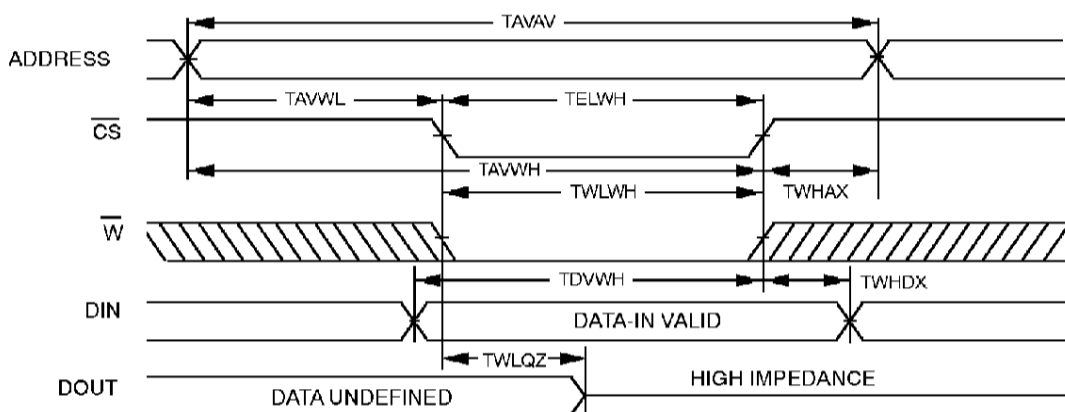 TAVAV
ADDRESS
TAVWL
TELWH
CS
TAVWH
TWLWH
TWHAX
W
TDVWH
TWHDX
DIN
DATA-IN VALID
TWLQZ
DOUT
DATA UNDEFINED
HIGH IMPEDANCE